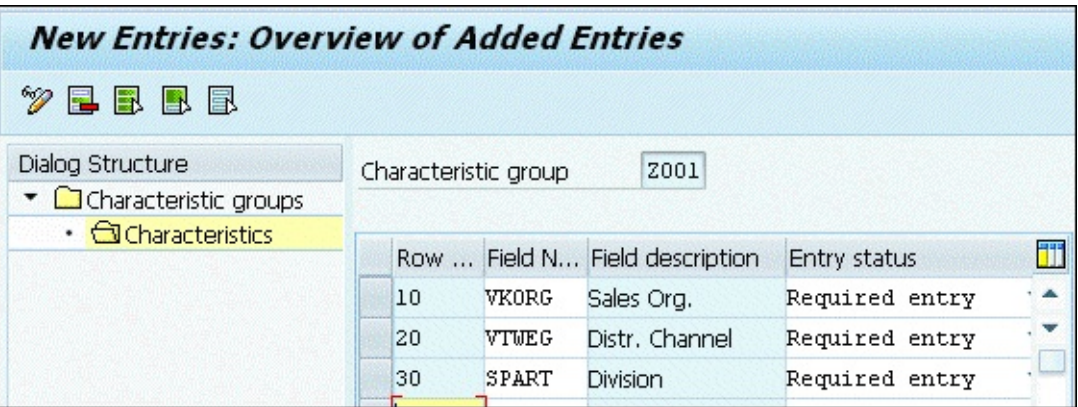 New Entries: Overview of Added Entries
Dialog Structure
Characteristic groups
Characteristics
Characteristic group Z001
Row ... Field N... Field description Entry status
10 VKORG Sales Org. Required entry
20 VTWEG Distr. Channel Required entry
30 SPART Division Required entry